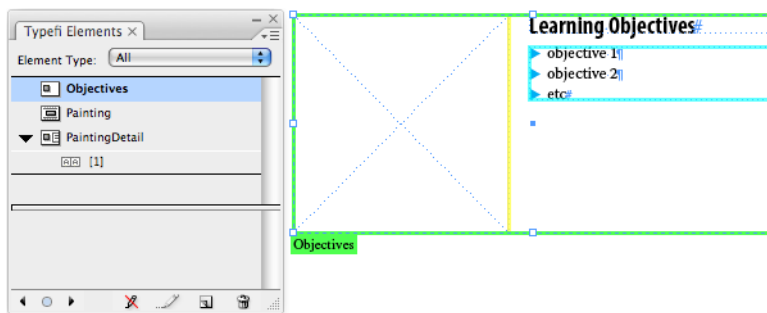 Typefi Elements ×
Element Type: All
Objectives
Painting
PaintingDetail
[1]
Learning Objectives#
objective 1¶
objective 2¶
etc#
Objectives